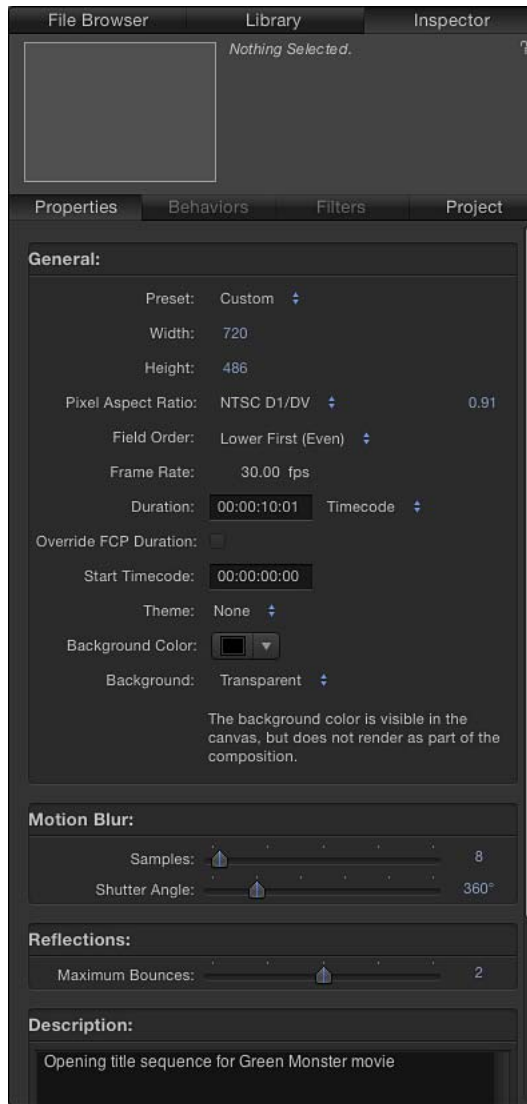 File Browser Library Inspector
Nothing Selected.
Properties Behaviors Filters Project
General:
Preset: Custom
Width: 720
Height: 486
Pixel Aspect Ratio: NTSC D1/DV 0.91
Field Order: Lower First (Even)
Frame Rate: 30.00 fps
Duration: 00:00:10:01 Timecode
Override FCP Duration:
Start Timecode: 00:00:00:00
Theme: None
Background Color:
Background: Transparent
The background color is visible in the
canvas, but does not render as part of the
composition.
Motion Blur:
Samples: 8
Shutter Angle: 360°
Reflections:
Maximum Bounces: 2
Description:
Opening title sequence for Green Monster movie